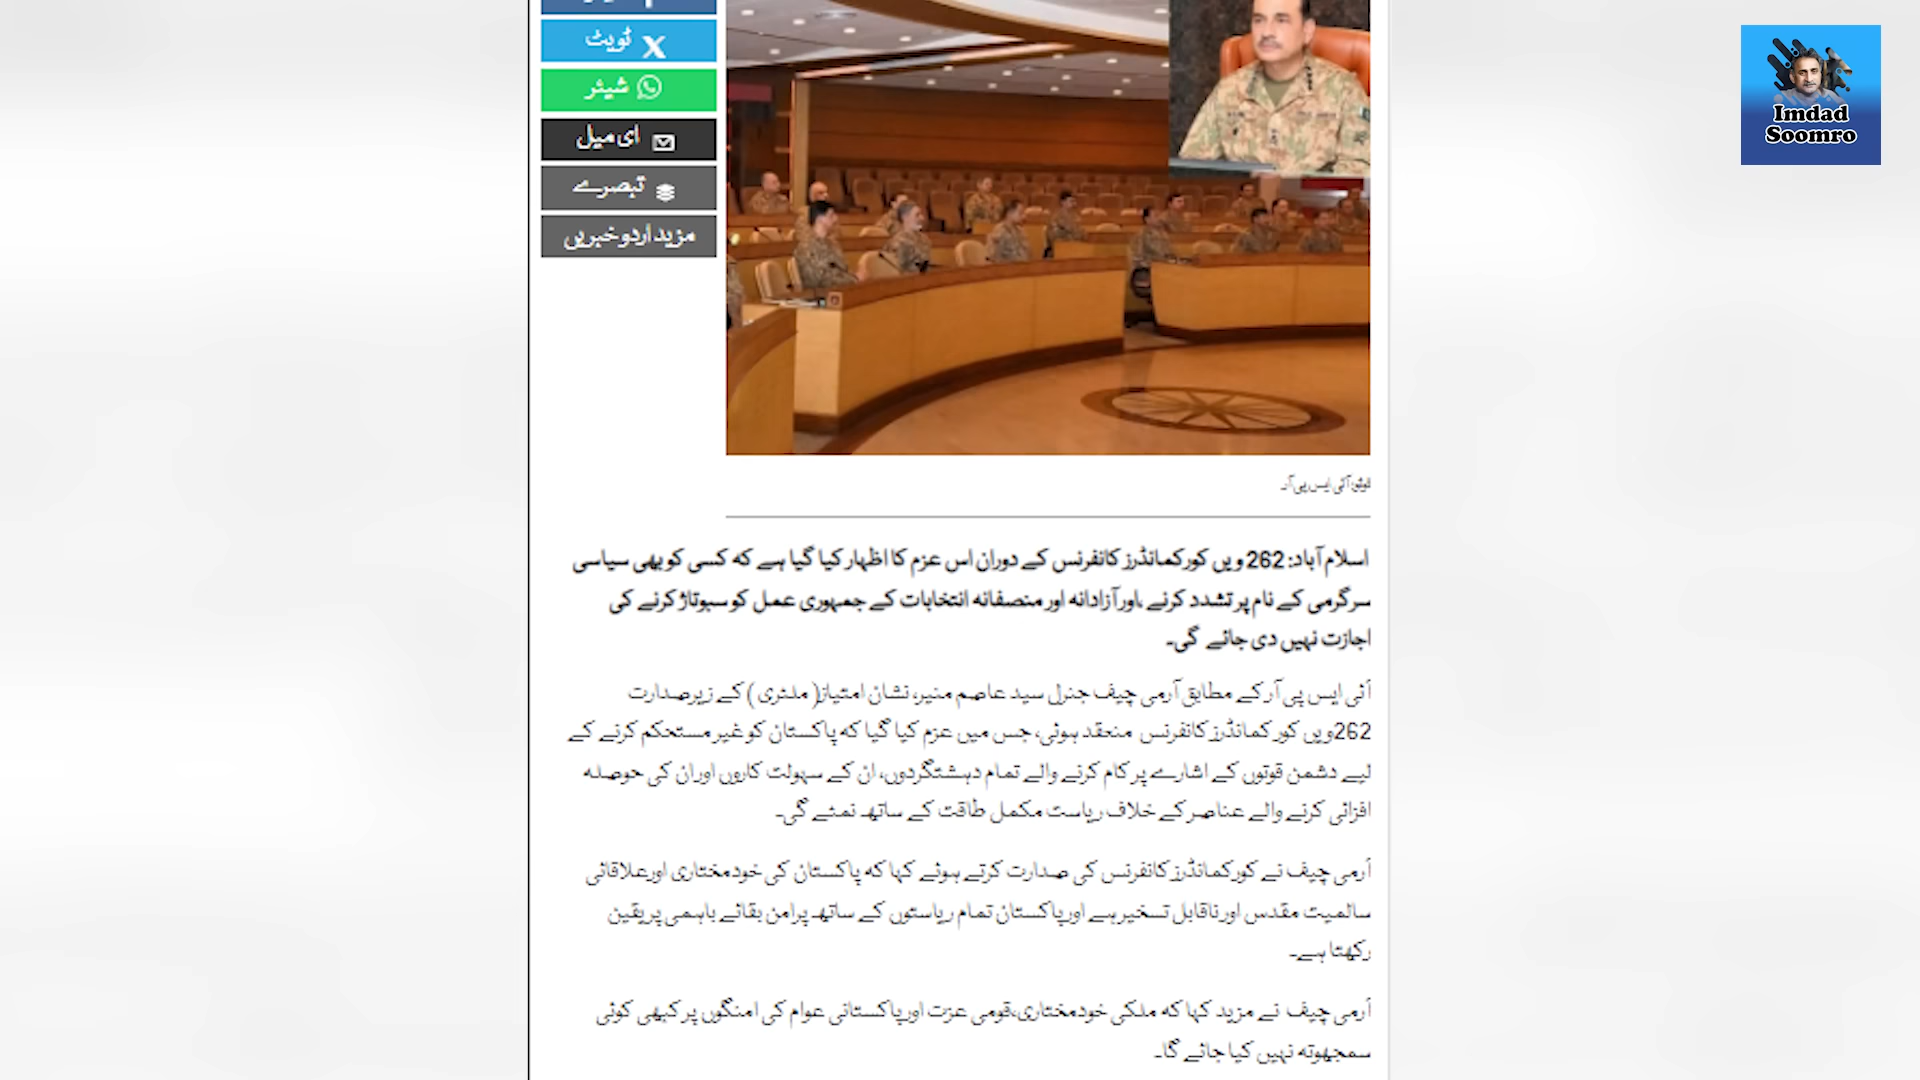 ٹویٹ
شیئر
ای میل
تبصرے
مزید اردو خبریں
Imdad
Soomro
فوٹو: آئی ایس پی آر۔
اسلام آباد: 262 ویں کور کمانڈرز کانفرنس کے دوران اس عزم کا اظہار کیا گیا ہے کہ کسی کو بھی سیاسی
سرگرمی کے نام پر تشدد کرنے ،اور آزادانہ اور منصفانہ انتخابات کے جمہوری عمل کو سبوتاژ کرنے کی
اجازت نہیں دی جائے گی۔
آئی ایس پی آر کے مطابق آرمی چیف جنرل سید عاصم منیر، نشان امتیاز( ملٹری ) کے زیرصدارت
262ویں کور کمانڈرز کانفرنس منعقد ہوئی، جس میں عزم کیا گیا کہ پاکستان کو غیر مستحکم کرنے کے
لیے دشمن قوتوں کے اشارے پر کام کرنے والے تمام دہشتگردوں، ان کے سہولت کاروں اور ان کی حوصلہ
افزائی کرنے والے عناصر کے خلاف ریاست مکمل طاقت کے ساتھ نمٹے گی۔
آرمی چیف نے کور کمانڈرز کانفرنس کی صدارت کرتے ہوئے کہا کہ پاکستان کی خودمختاری اور علاقائی
سالمیت مقدس اور ناقابل تسخیر ہے اور پاکستان تمام ریاستوں کے ساتھ پرامن بقائے باہمی پر یقین
رکھتا ہے۔
آرمی چیف نے مزید کہا کہ ملکی خودمختاری،قومی عزت اور پاکستانی عوام کی امنگوں پر کبھی کوئی
سمجھوتہ نہیں کیا جائے گا۔